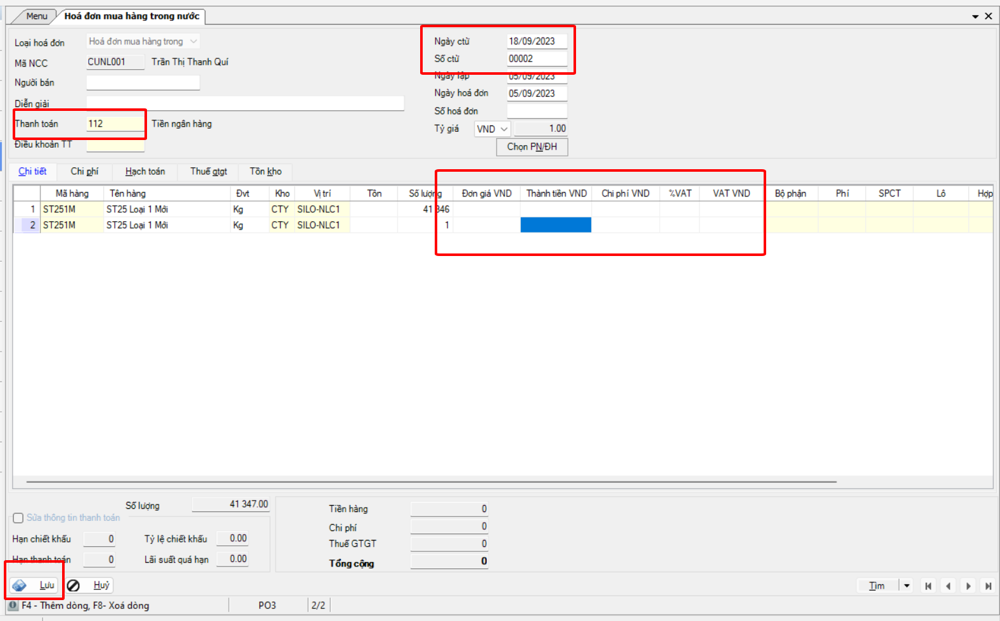 Menu Hoá đơn mua hàng trong nước
Loại hoá đơn Hoá đơn mua hàng trong
Mã NCC CUNL001 Trần Thị Thanh Quí
Người bán
Diễn giải
Thanh toán 112 Tiền ngân hàng
Điều khoản TT
Ngày ctừ 18/09/2023
Số ctừ 00002
Ngày lập 05/09/2023
Ngày hoá đơn 05/09/2023
Số hoá đơn
Tỷ giá VND 1.00
Chọn PN/ĐH
Chi tiết Chi phí Hạch toán Thuế gtgt Tồn kho
Mã hàng Tên hàng Đvt Kho Vị trí Tồn Số lượng Đơn giá VND Thành tiền VND Chi phí VND %VAT VAT VND Bộ phận Phí SPCT Lô Hợp
1 ST251M ST25 Loại 1 Mới Kg CTY SILO-NLC1 41 346
2 ST251M ST25 Loại 1 Mới Kg CTY SILO-NLC1 1
Số lượng 41 347.00
Sửa thông tin thanh toán
Hạn chiết khấu 0 Tỷ lệ chiết khấu 0.00
Hạn thanh toán 0 Lãi suất quá hạn 0.00
Tiền hàng 0
Chi phí 0
Thuế GTGT 0
Tổng cộng 0
Lưu Huỷ Tìm
F4 - Thêm dòng, F8- Xoá dòng PO3 2/2